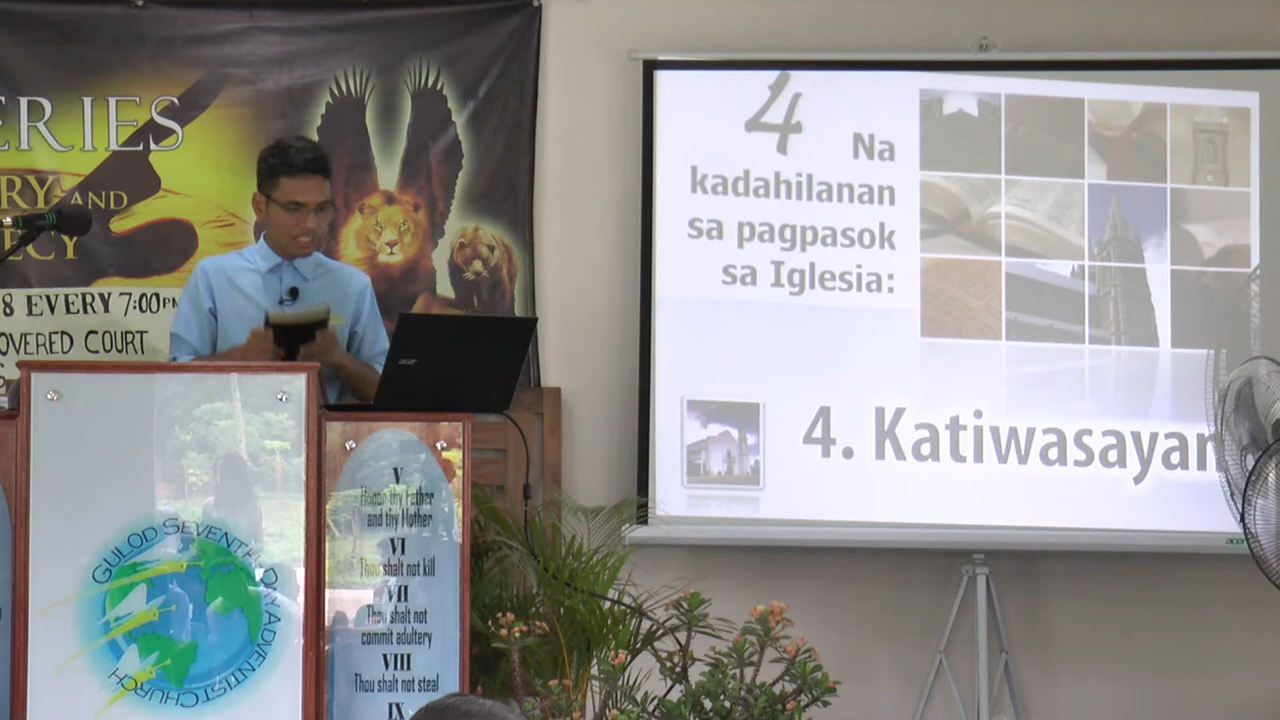 ERIES
RY AND
ECY
8 EVERY 7:00PM
OVERED COURT
acer
GULOD SEVENTH DAY ADVENTIST CHURCH
V
Honor thy Father
and thy Mother
VI
Thou shalt not kill
VII
Thou shalt not
commit adultery
VIII
Thou shalt not steal
IX
4 Na
kadahilanan
sa pagpasok
sa Iglesia:
4. Katiwasayan
acer